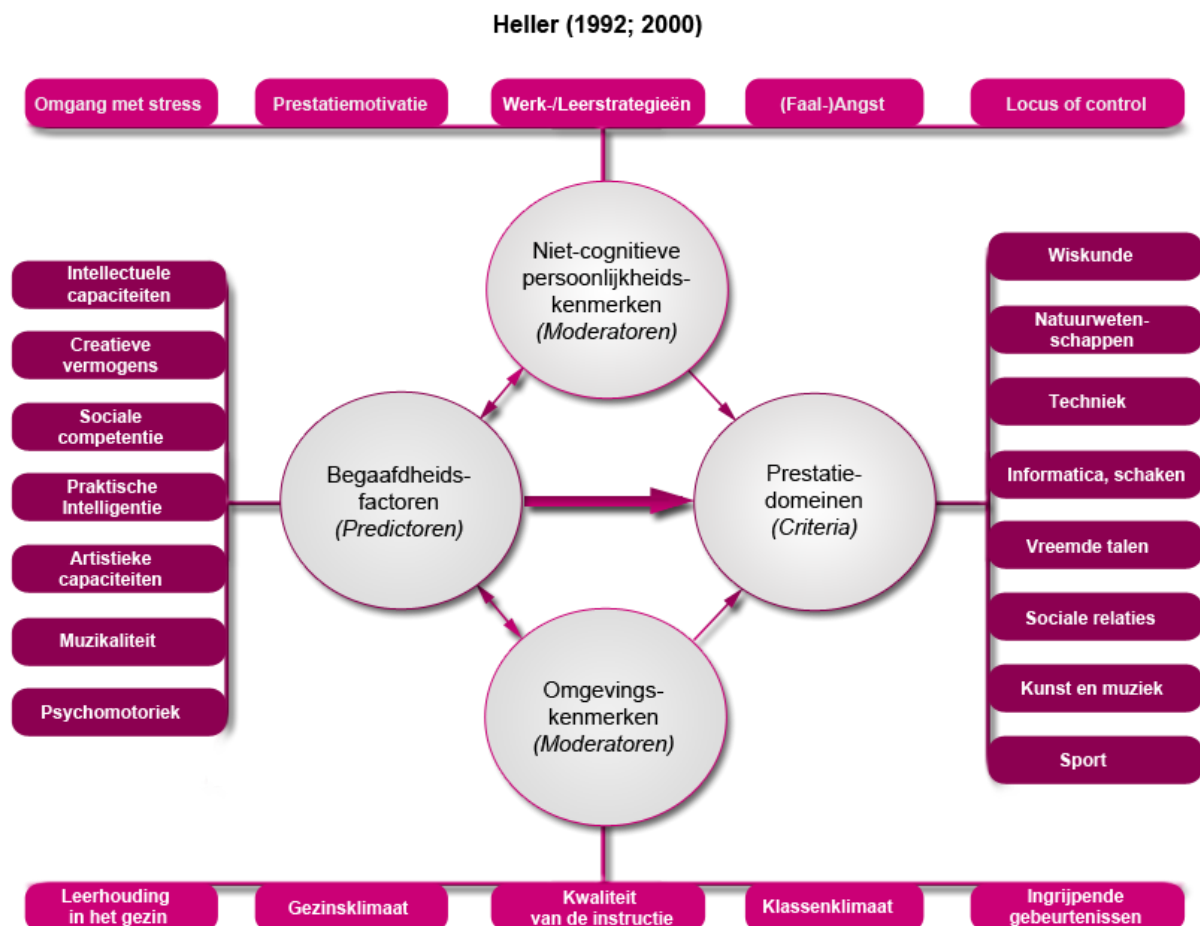 Heller (1992; 2000)
Omgang met stress
Prestatiemotivatie
Werk-/Leerstrategieën
(Faal-)Angst
Locus of control
Niet-cognitieve
persoonlijkheids-
kenmerken
(Moderatoren)
Intellectuele
capaciteiten
Creatieve
vermogens
Sociale
competentie
Praktische
Intelligentie
Artistieke
capaciteiten
Muzikaliteit
Psychomotoriek
Begaafdheids-
factoren
(Predictoren)
Prestatie-
domeinen
(Criteria)
Wiskunde
Natuurweten-
schappen
Techniek
Informatica, schaken
Vreemde talen
Sociale relaties
Kunst en muziek
Sport
Omgevings-
kenmerken
(Moderatoren)
Leerhouding
in het gezin
Gezinsklimaat
Kwaliteit
van de instructie
Klassenklimaat
Ingrijpende
gebeurtenissen